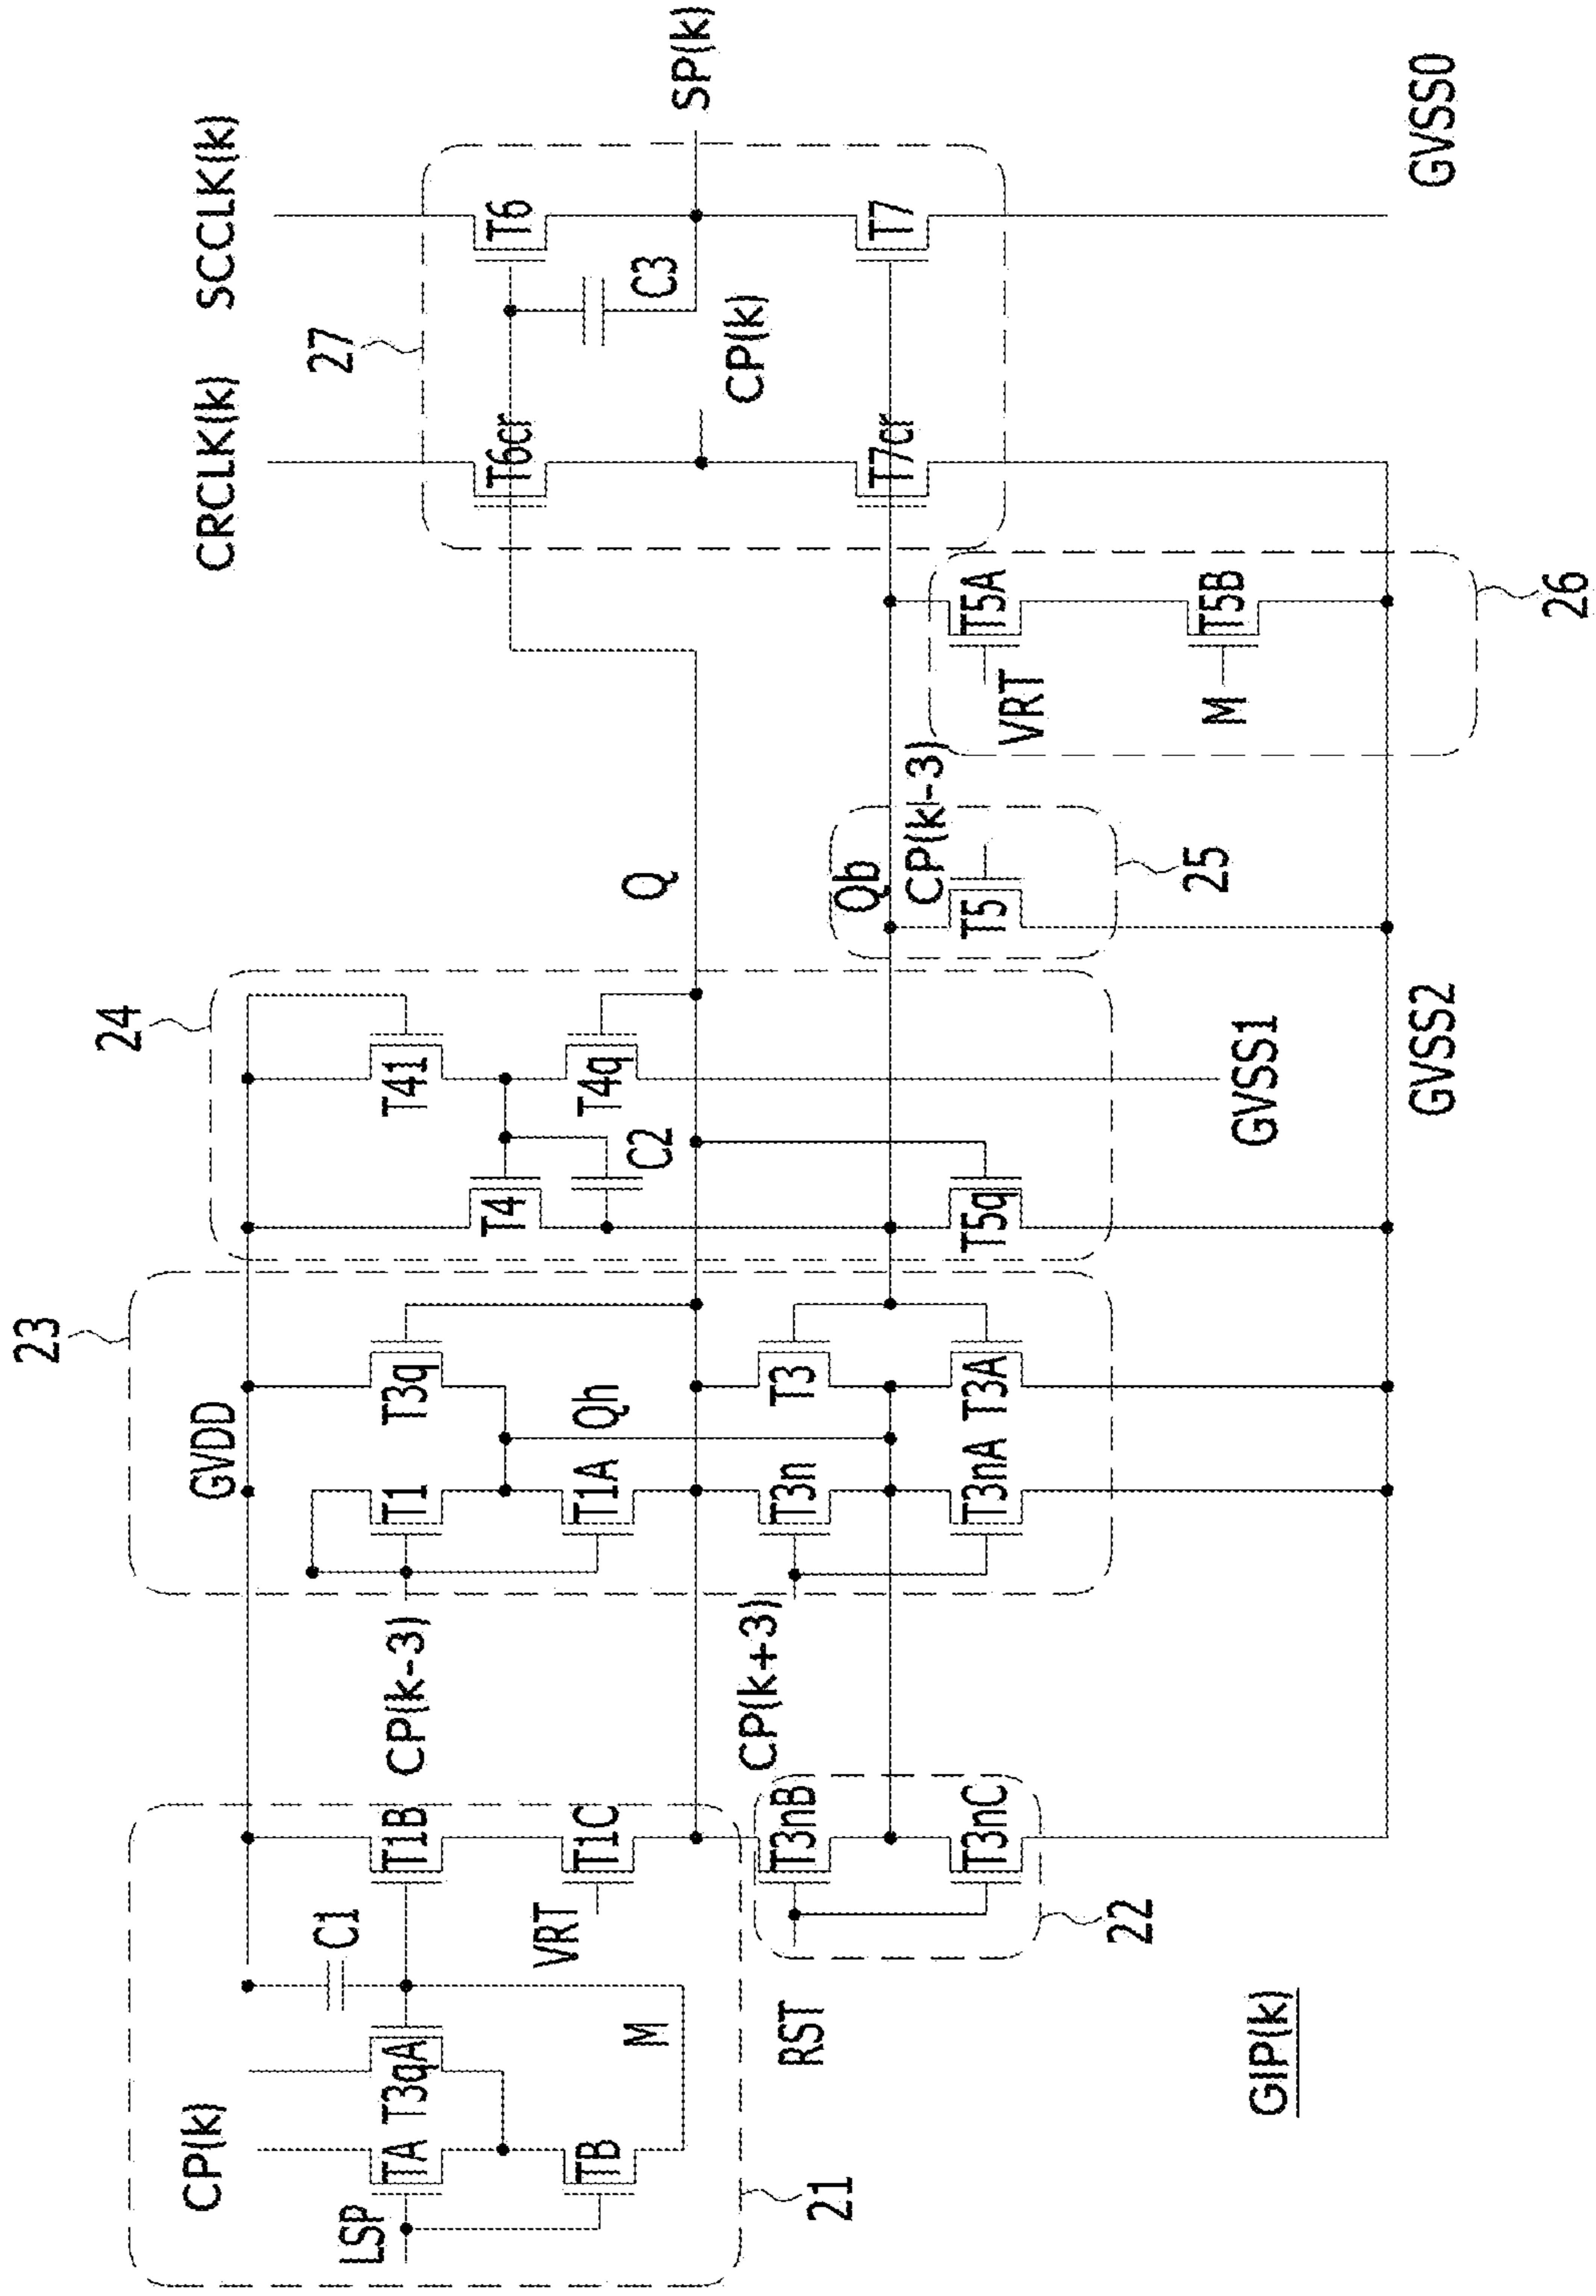 CRCLK(k)
SCCLK(k)
27
24
23
GVDD
CP(k)
LSP
TA
T3qA
C1
TB
M
T1B
T1C
VRT
21
CP(k-3)
T1
T3q
T1A
Qh
T41
T4
C2
T4q
Q
T6cr
T6
C3
CP(k)
SP(k)
RST
T3nB
T3nC
22
CP(k+3)
T3n
T3
T3nA
T3A
T5q
Qb
CP(k-3)
T5
25
VRT
T5A
M
T5B
26
T7cr
T7
GVSS1
GVSS2
GVSS0
GIP(k)